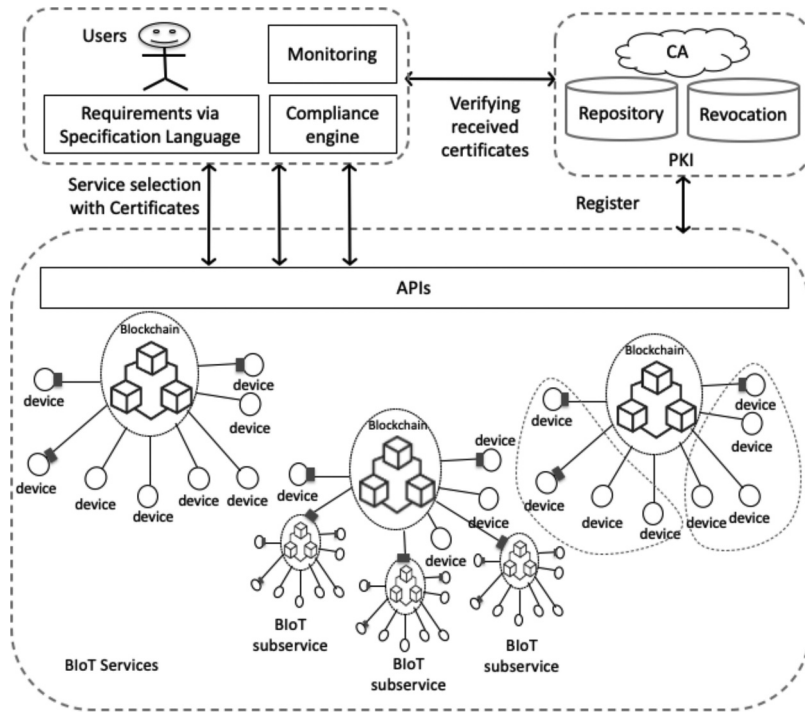 Users
Monitoring
Requirements via
Specification Language
Compliance
engine
Verifying
received
certificates
CA
Repository
Revocation
PKI
Service selection
with Certificates
Register
APIs
Blockchain
device
device
device
device
device
device
device
device
Blockchain
device
device
device
device
BIoT
subservice
BIoT
subservice
BIoT
subservice
Blockchain
device
device
device
device
device
device
device
device
BIoT Services